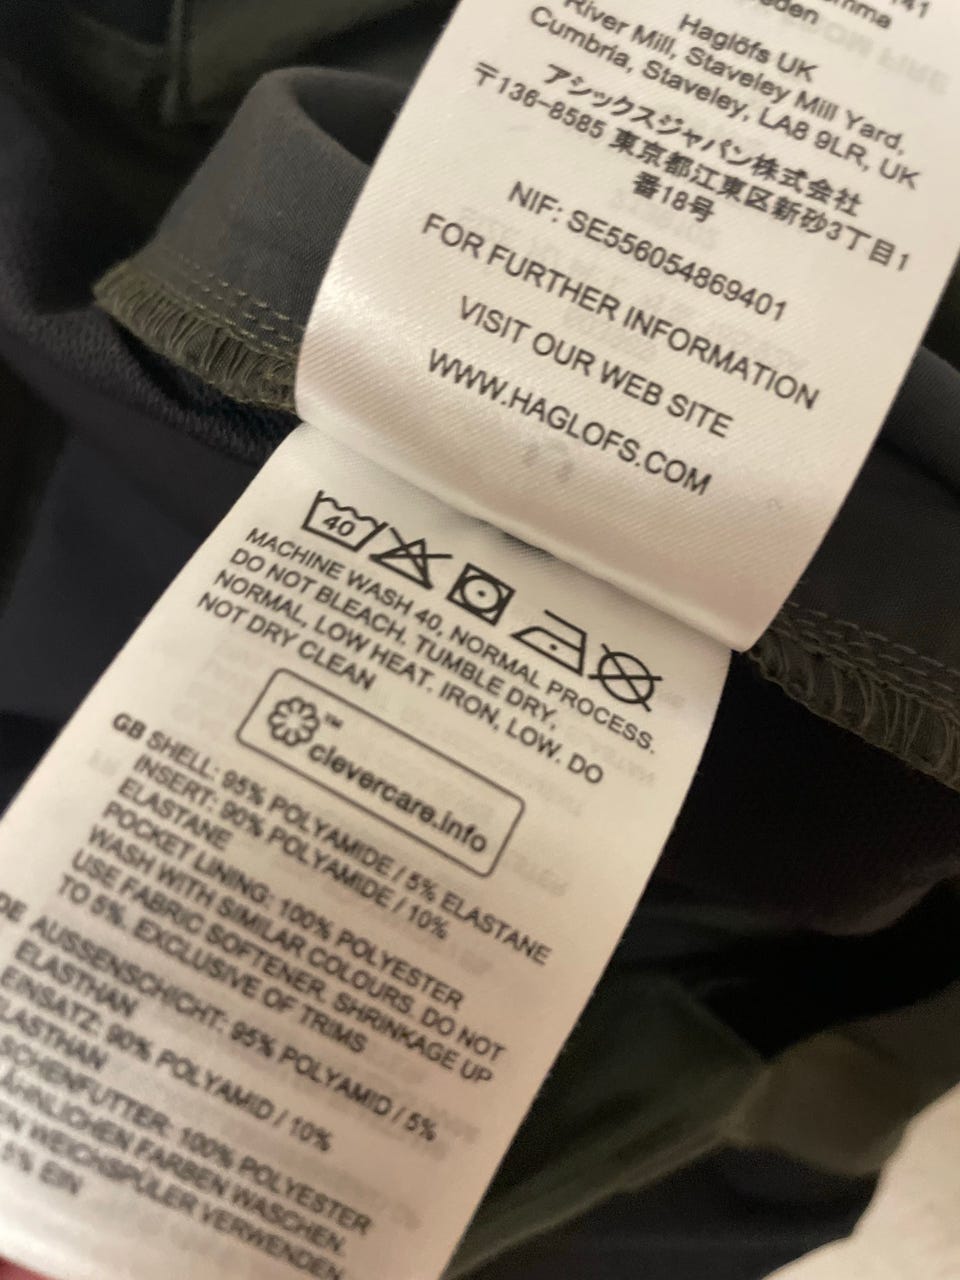 141
Sweden
Haglöfs UK
River Mill, Staveley Mill Yard,
Cumbria, Staveley, LA8 9LR, UK
アシックスジャパン株式会社
〒136-8585 東京都江東区新砂3丁目1
番18号
NIF: SE556054869401
FOR FURTHER INFORMATION
VISIT OUR WEB SITE
WWW.HAGLOFS.COM
40
MACHINE WASH 40, NORMAL PROCESS.
DO NOT BLEACH. TUMBLE DRY,
NORMAL, LOW HEAT. IRON, LOW. DO
NOT DRY CLEAN
™
clevercare.info
GB SHELL: 95% POLYAMIDE / 5% ELASTANE
INSERT: 90% POLYAMIDE / 10%
ELASTANE
POCKET LINING: 100% POLYESTER
WASH WITH SIMILAR COLOURS. DO NOT
USE FABRIC SOFTENER. SHRINKAGE UP
TO 5%. EXCLUSIVE OF TRIMS
DE AUSSENSCHICHT: 95% POLYAMID / 5%
ELASTHAN
EINSATZ: 90% POLYAMID / 10%
ELASTHAN
SCHENFUTTER: 100% POLYESTER
ÄHNLICHEN FARBEN WASCHEN.
N WEICHSPÜLER VERWENDEN.
5% EIN